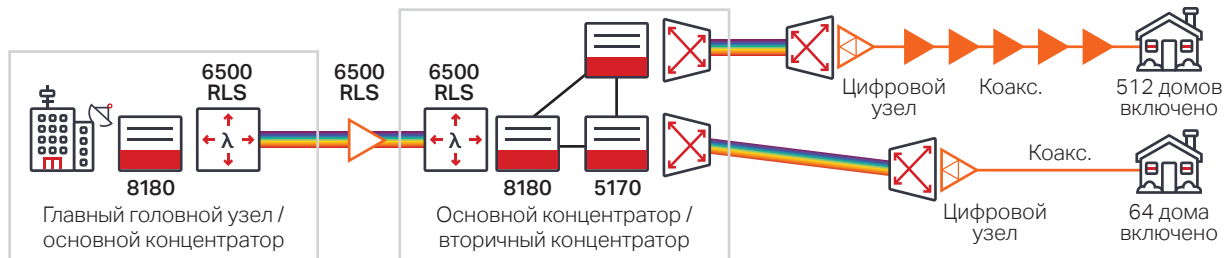 6500
RLS
6500
RLS
6500
RLS
λ
λ
8180
8180
5170
Главный головной узел /
основной концентратор
Основной концентратор /
вторичный концентратор
Цифровой
узел
Коакс.
512 домов
включено
Коакс.
Цифровой
узел
64 дома
включено